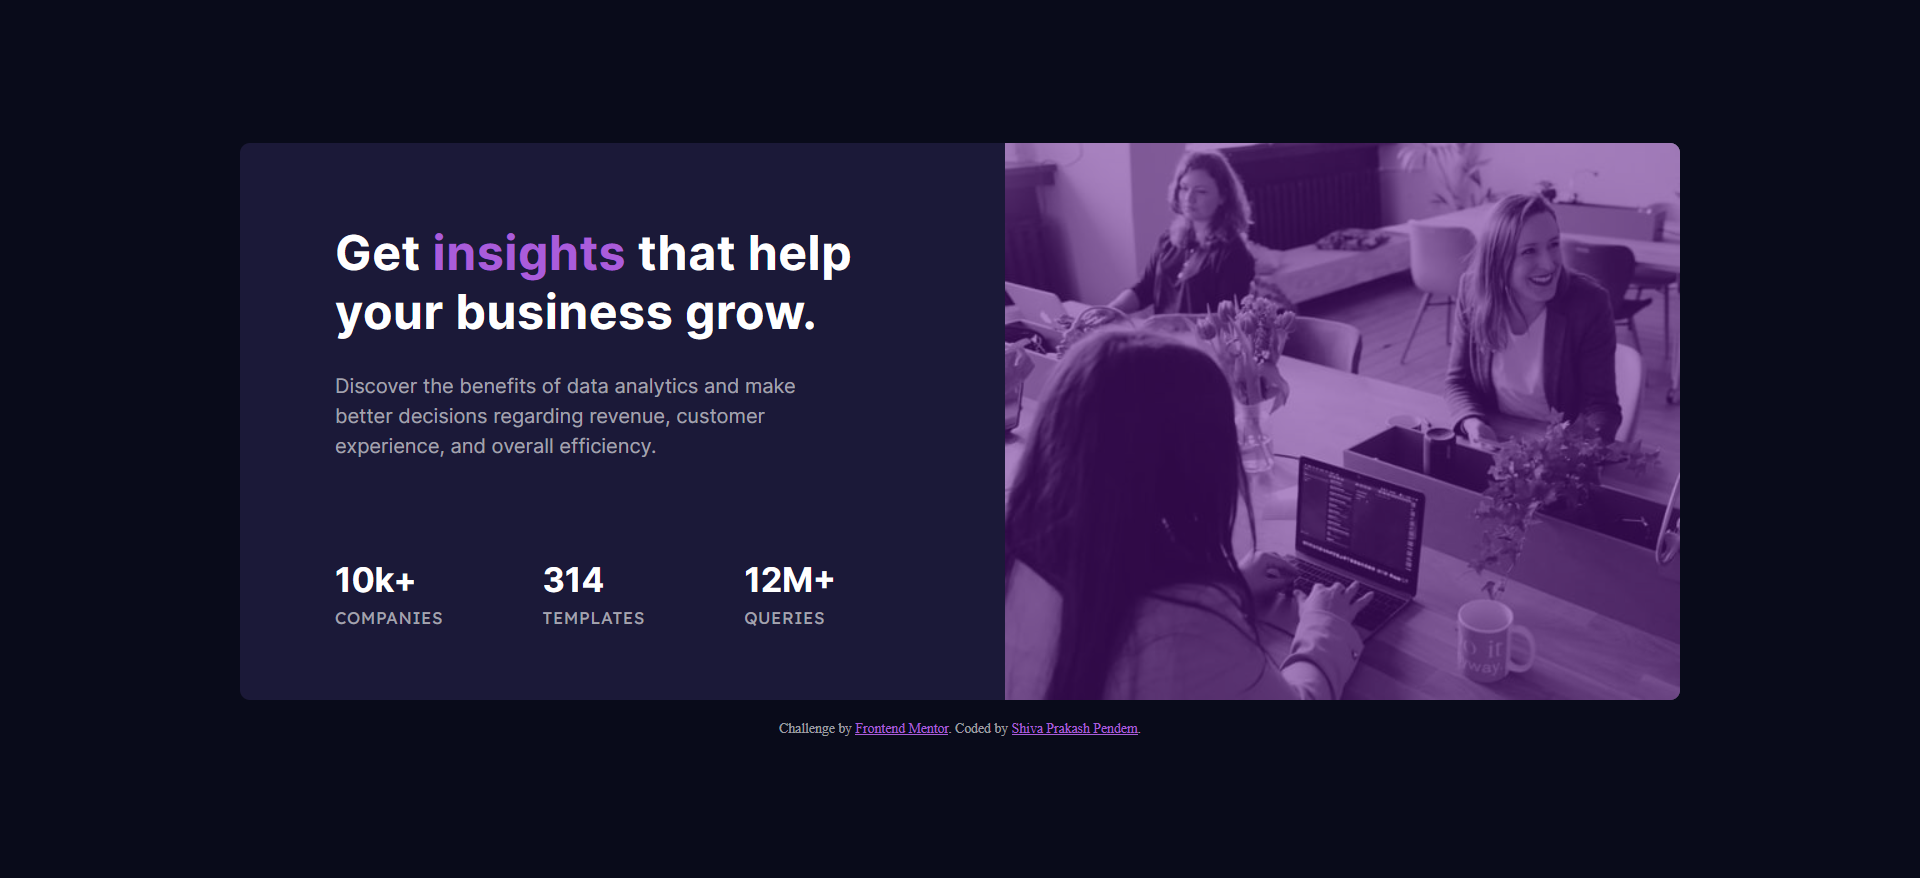 Get insights that help
your business grow.
Discover the benefits of data analytics and make
better decisions regarding revenue, customer
experience, and overall efficiency.
10k+
314
12M+
COMPANIES
TEMPLATES
QUERIES
Challenge by Frontend Mentor. Coded by Shiva Prakash Pendem.